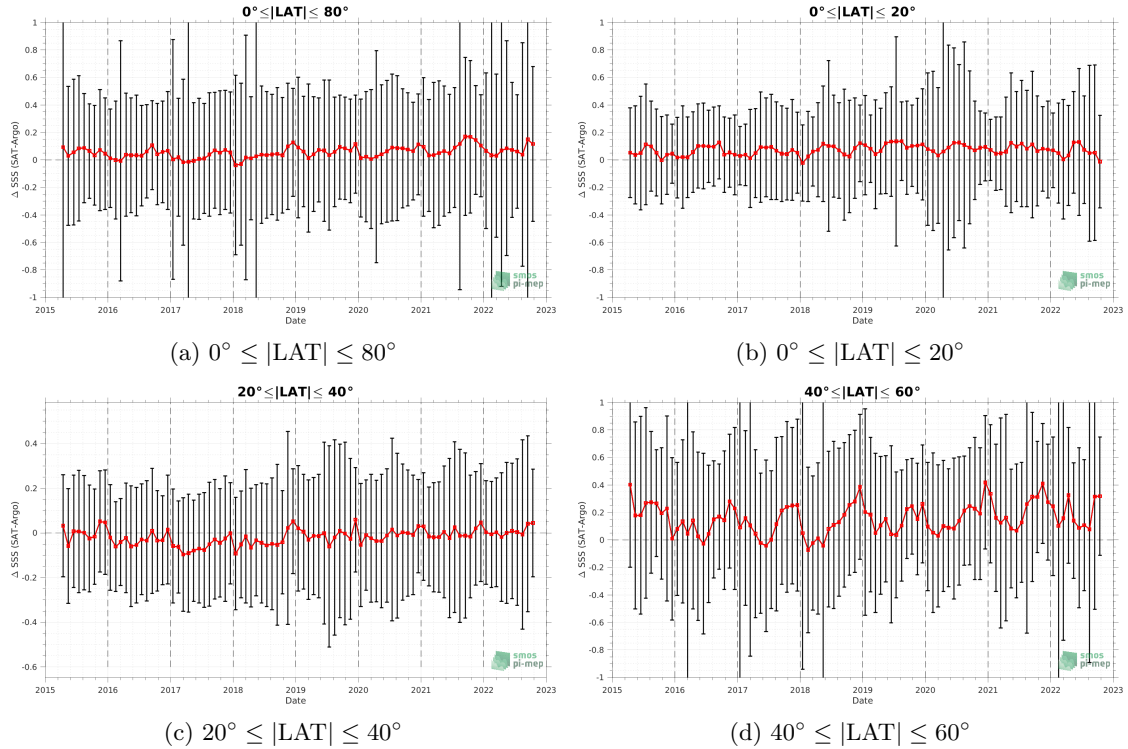 0°≤|LAT|≤ 80°
1
0.8
0.6
0.4
0.2
0
-0.2
-0.4
-0.6
-0.8
-1
Δ SSS (SAT-Argo)
2015 2016 2017 2018 2019 2020 2021 2022 2023
Date
smos
pi-mep
(a) 0° ≤ |LAT| ≤ 80°
0°≤|LAT|≤ 20°
1
0.8
0.6
0.4
0.2
0
-0.2
-0.4
-0.6
-0.8
-1
Δ SSS (SAT-Argo)
2015 2016 2017 2018 2019 2020 2021 2022 2023
Date
smos
pi-mep
(b) 0° ≤ |LAT| ≤ 20°
20°≤|LAT|≤ 40°
0.4
0.2
0
-0.2
-0.4
-0.6
Δ SSS (SAT-Argo)
2015 2016 2017 2018 2019 2020 2021 2022 2023
Date
smos
pi-mep
(c) 20° ≤ |LAT| ≤ 40°
40°≤|LAT|≤ 60°
1
0.8
0.6
0.4
0.2
0
-0.2
-0.4
-0.6
-0.8
-1
Δ SSS (SAT-Argo)
2015 2016 2017 2018 2019 2020 2021 2022 2023
Date
smos
pi-mep
(d) 40° ≤ |LAT| ≤ 60°